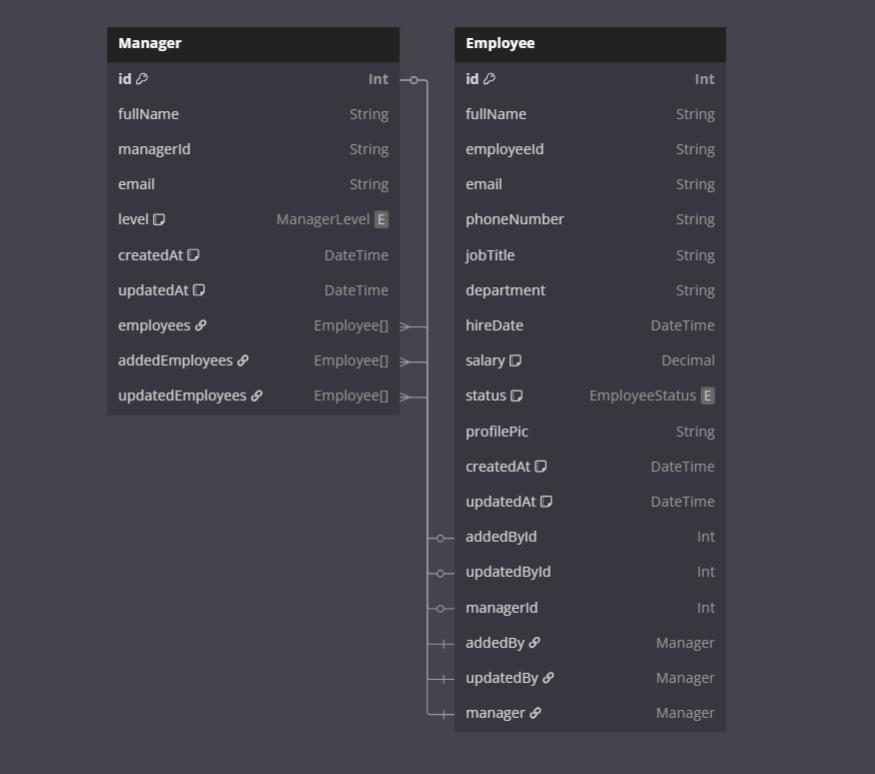 Manager
id Int
fullName String
managerId String
email String
level ManagerLevel E
createdAt DateTime
updatedAt DateTime
employees Employee[]
addedEmployees Employee[]
updatedEmployees Employee[]
Employee
id Int
fullName String
employeeId String
email String
phoneNumber String
jobTitle String
department String
hireDate DateTime
salary Decimal
status EmployeeStatus E
profilePic String
createdAt DateTime
updatedAt DateTime
addedById Int
updatedById Int
managerId Int
addedBy Manager
updatedBy Manager
manager Manager